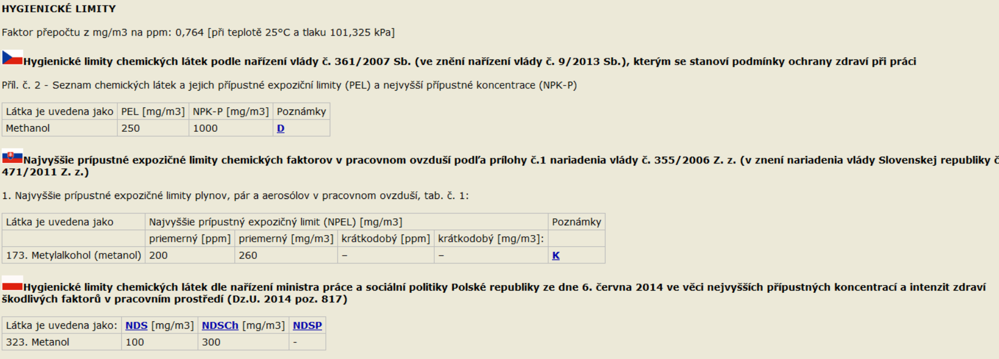 HYGIENICKÉ LIMITY
Faktor přepočtu z mg/m3 na ppm: 0,764 [při teplotě 25°C a tlaku 101,325 kPa]
Hygienické limity chemických látek podle nařízení vlády č. 361/2007 Sb. (ve znění nařízení vlády č. 9/2013 Sb.), kterým se stanoví podmínky ochrany zdraví při práci
Příl. č. 2 - Seznam chemických látek a jejich přípustné expoziční limity (PEL) a nejvyšší přípustné koncentrace (NPK-P)
Látka je uvedena jako PEL [mg/m3] NPK-P [mg/m3] Poznámky
Methanol 250 1000 D
Najvyššie prípustné expozičné limity chemických faktorov v pracovnom ovzduší podľa prílohy č.1 nariadenia vlády č. 355/2006 Z. z. (v znení nariadenia vlády Slovenskej republiky č
471/2011 Z. z.)
1. Najvyššie prípustné expozičné limity plynov, pár a aerosólov v pracovnom ovzduší, tab. č. 1:
Látka je uvedena jako Najvyššie prípustný expozičný limit (NPEL) [mg/m3] Poznámky
priemerný [ppm] priemerný [mg/m3] krátkodobý [ppm] krátkodobý [mg/m3]:
173. Metylalkohol (metanol) 200 260 – – K
Hygienické limity chemických látek dle nařízení ministra práce a sociální politiky Polské republiky ze dne 6. června 2014 ve věci nejvyšších přípustných koncentrací a intenzit zdraví
škodlivých faktorů v pracovním prostředí (Dz.U. 2014 poz. 817)
Látka je uvedena jako: NDS [mg/m3] NDSCh [mg/m3] NDSP
323. Metanol 100 300 -